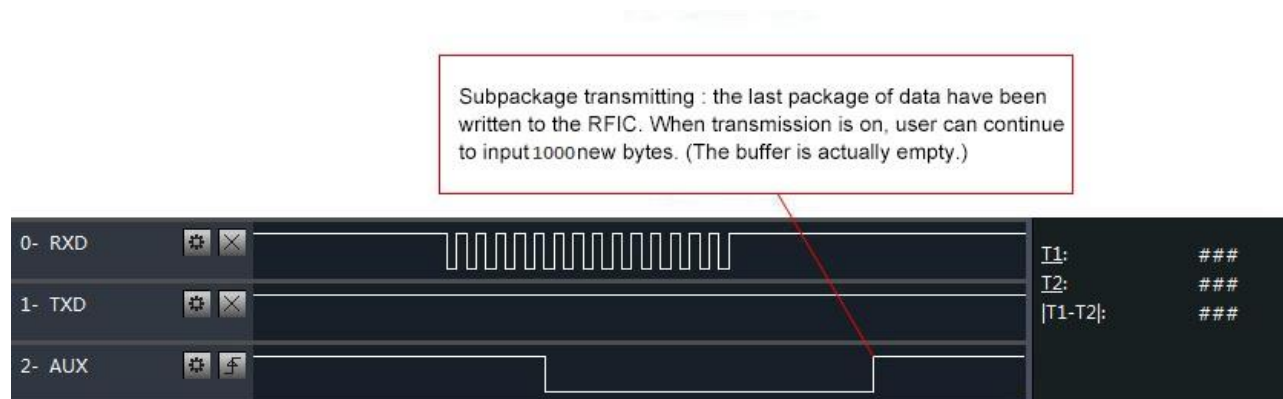 Subpackage transmitting : the last package of data have been
written to the RFIC. When transmission is on, user can continue
to input 1000 new bytes. (The buffer is actually empty.)
0- RXD
T1: ###
T2: ###
1- TXD
|T1-T2|: ###
2- AUX